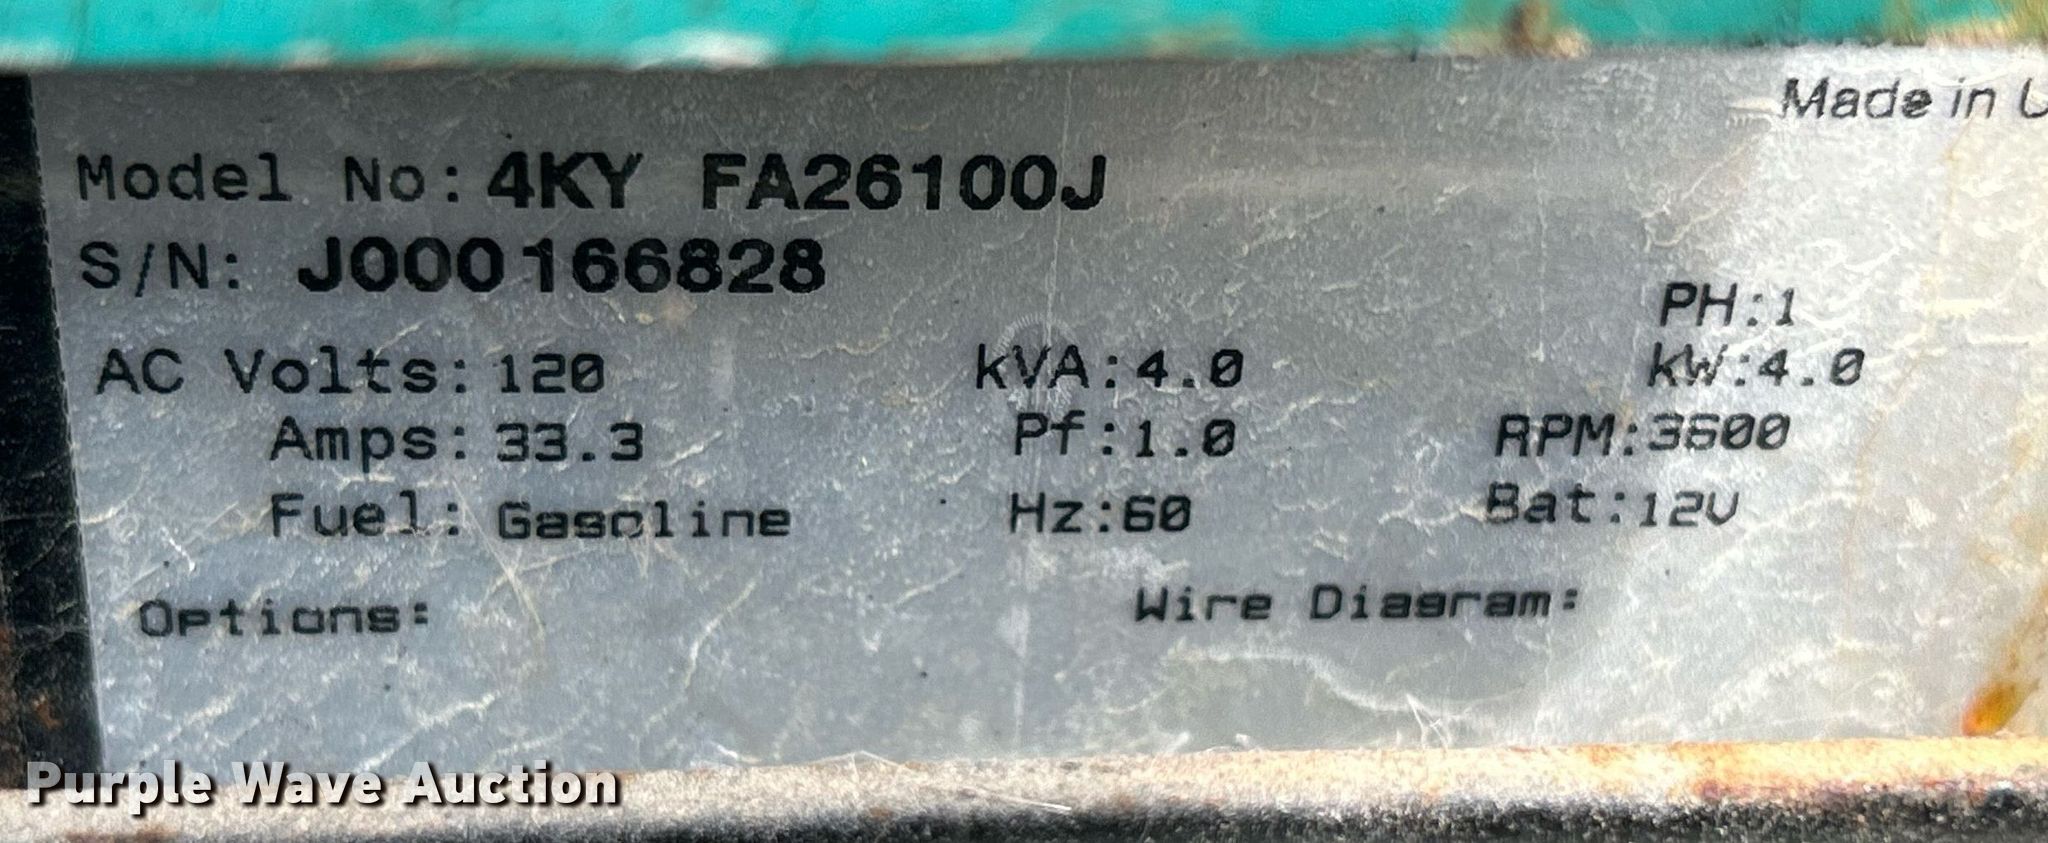 Made in
Model No: 4KY FA26100J
S/N: J000166828
PH:1
AC Volts: 120 kVA:4.0 kW:4.0
Amps: 33.3 Pf:1.0 RPM:3600
Fuel: Gasoline Hz:60 Bat:12V
Options: Wire Diagram:
Purple Wave Auction